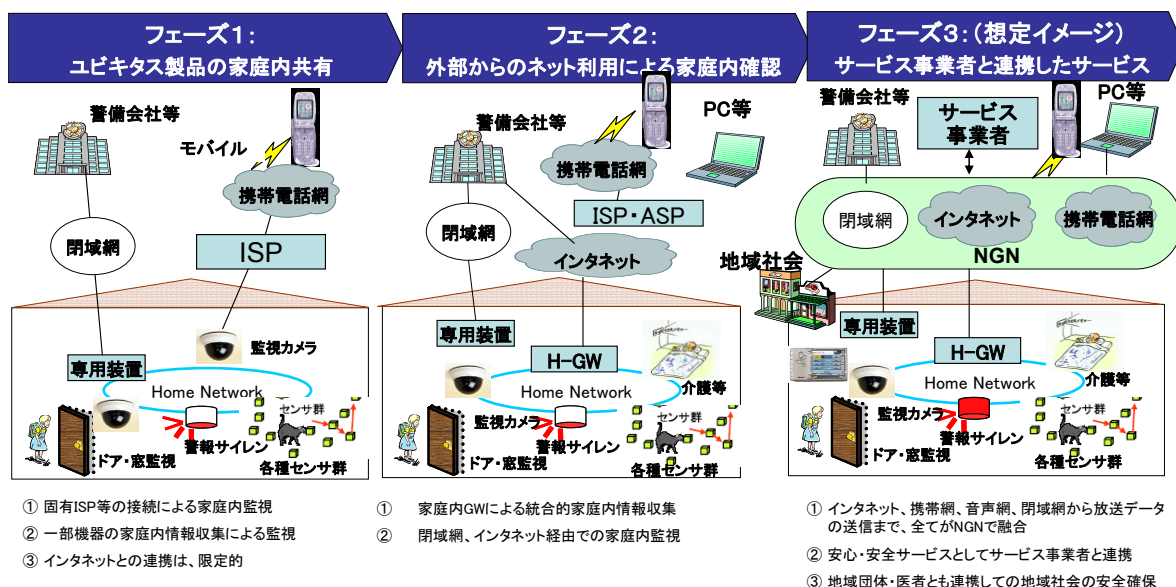 フェーズ1:
ユビキタス製品の家庭内共有
警備会社等
モバイル
携帯電話網
閉域網
ISP
監視カメラ
専用装置
Home Network
センサ群
警報サイレン
ドア・窓監視
各種センサ群
① 固有ISP等の接続による家庭内監視
② 一部機器の家庭内情報収集による監視
③ インタネットとの連携は、限定的
フェーズ2:
外部からのネット利用による家庭内確認
警備会社等
PC等
携帯電話網
ISP・ASP
閉域網
インタネット
専用装置
H-GW
Home Network
介護等
監視カメラ
センサ群
警報サイレン
ドア・窓監視
各種センサ群
① 家庭内GWによる統合的家庭内情報収集
② 閉域網、インタネット経由での家庭内監視
フェーズ3:(想定イメージ)
サービス事業者と連携したサービス
警備会社等
サービス
事業者
PC等
閉域網
インタネット
携帯電話網
NGN
地域社会
専用装置
H-GW
Home Network
介護等
監視カメラ
センサ群
警報サイレン
ドア・窓監視
各種センサ群
① インタネット、携帯網、音声網、閉域網から放送データ
の送信まで、全てがNGNで融合
② 安心・安全サービスとしてサービス事業者と連携
③ 地域団体・医者とも連携しての地域社会の安全確保